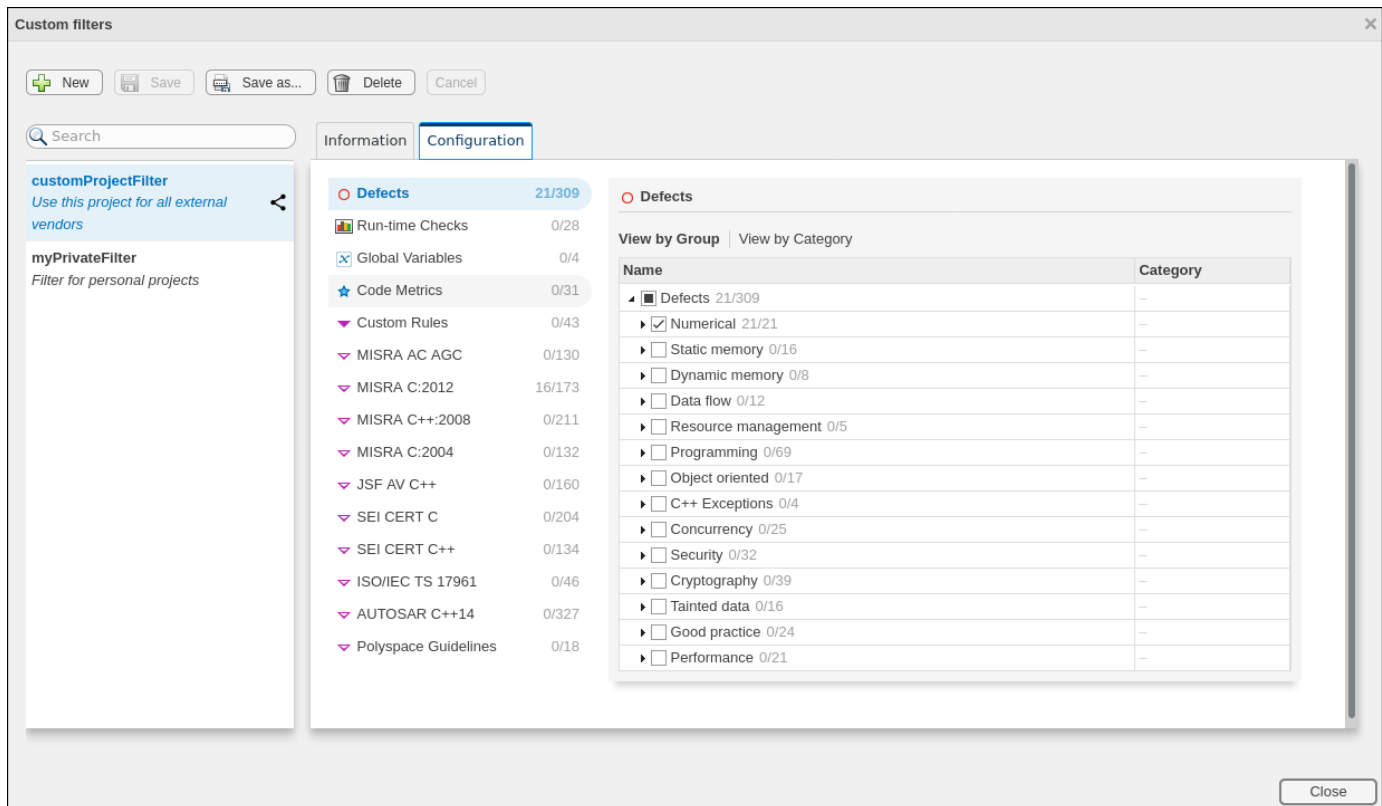 Custom filters
New
Save
Save as...
Delete
Cancel
Search
customProjectFilter
Use this project for all external
vendors
myPrivateFilter
Filter for personal projects
Information
Configuration
Defects 21/309
Run-time Checks 0/28
Global Variables 0/4
Code Metrics 0/31
Custom Rules 0/43
MISRA AC AGC 0/130
MISRA C:2012 16/173
MISRA C++:2008 0/211
MISRA C:2004 0/132
JSF AV C++ 0/160
SEI CERT C 0/204
SEI CERT C++ 0/134
ISO/IEC TS 17961 0/46
AUTOSAR C++14 0/327
Polyspace Guidelines 0/18
Defects
View by Group View by Category
Name Category
Defects 21/309 –
Numerical 21/21 –
Static memory 0/16 –
Dynamic memory 0/8 –
Data flow 0/12 –
Resource management 0/5 –
Programming 0/69 –
Object oriented 0/17 –
C++ Exceptions 0/4 –
Concurrency 0/25 –
Security 0/32 –
Cryptography 0/39 –
Tainted data 0/16 –
Good practice 0/24 –
Performance 0/21 –
Close